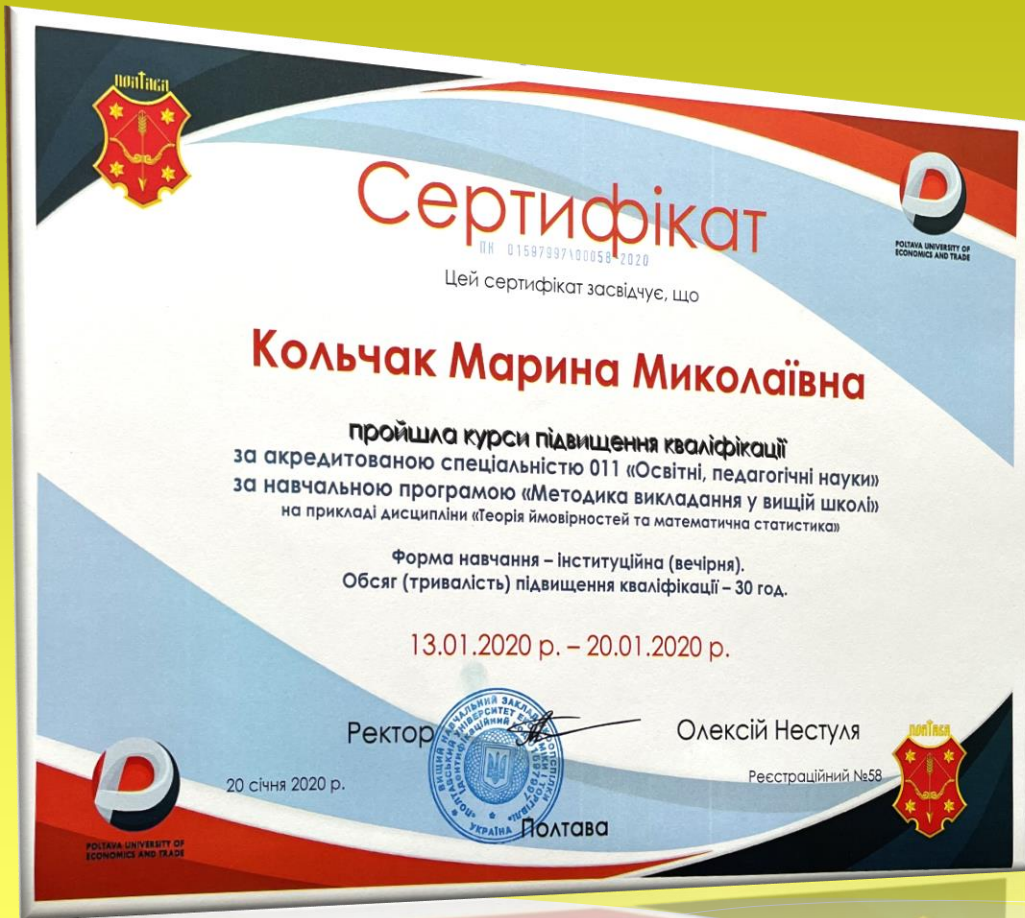 ПОЛТАВА
Сертифікат
ПК 01597997\00058-2020
POLTAVA UNIVERSITY OF
ECONOMICS AND TRADE
Цей сертифікат засвідчує, що
Кольчак Марина Миколаївна
пройшла курси підвищення кваліфікації
за акредитованою спеціальністю 011 «Освітні, педагогічні науки»
за навчальною програмою «Методика викладання у вищій школі»
на прикладі дисципліни «Теорія ймовірностей та математична статистика»
Форма навчання – інституційна (вечірня).
Обсяг (тривалість) підвищення кваліфікації – 30 год.
13.01.2020 р. – 20.01.2020 р.
Ректор
Олексій Нестуля
ПОЛТАВА
20 січня 2020 р.
Реєстраційний №58
УКРАЇНА
Полтава
POLTAVA UNIVERSITY OF
ECONOMICS AND TRADE